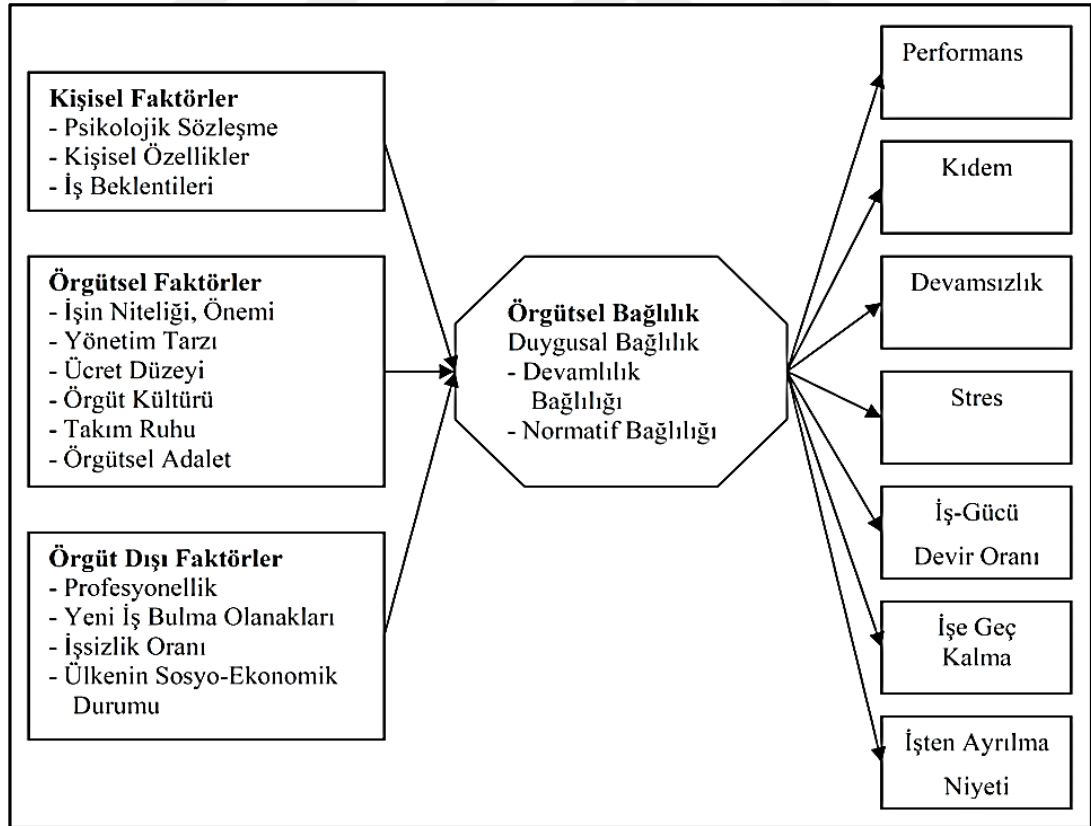 Kişisel Faktörler
- Psikolojik Sözleşme
- Kişisel Özellikler
- İş Beklentileri
Örgütsel Faktörler
- İşin Niteliği, Önemi
- Yönetim Tarzı
- Ücret Düzeyi
- Örgüt Kültürü
- Takım Ruhu
- Örgütsel Adalet
Örgüt Dışı Faktörler
- Profesyonellik
- Yeni İş Bulma Olanakları
- İşsizlik Oranı
- Ülkenin Sosyo-Ekonomik
Durumu
Örgütsel Bağlılık
Duygusal Bağlılık
- Devamlılık
Bağlılığı
- Normatif Bağlılığı
Performans
Kıdem
Devamsızlık
Stres
İş-Gücü
Devir Oranı
İşe Geç
Kalma
İşten Ayrılma
Niyeti